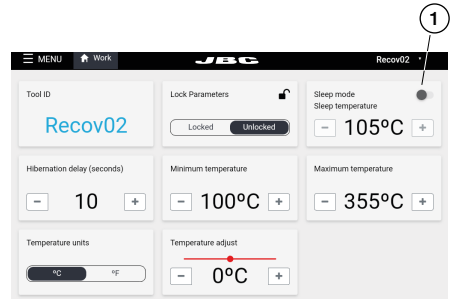 1
MENU Work JBC Recov02
Tool ID
Recov02
Lock Parameters
Locked Unlocked
Sleep mode
Sleep temperature
- 105ºC +
Hibernation delay (seconds)
- 10 +
Minimum temperature
- 100ºC +
Maximum temperature
- 355ºC +
Temperature units
ºC ºF
Temperature adjust
- 0ºC +